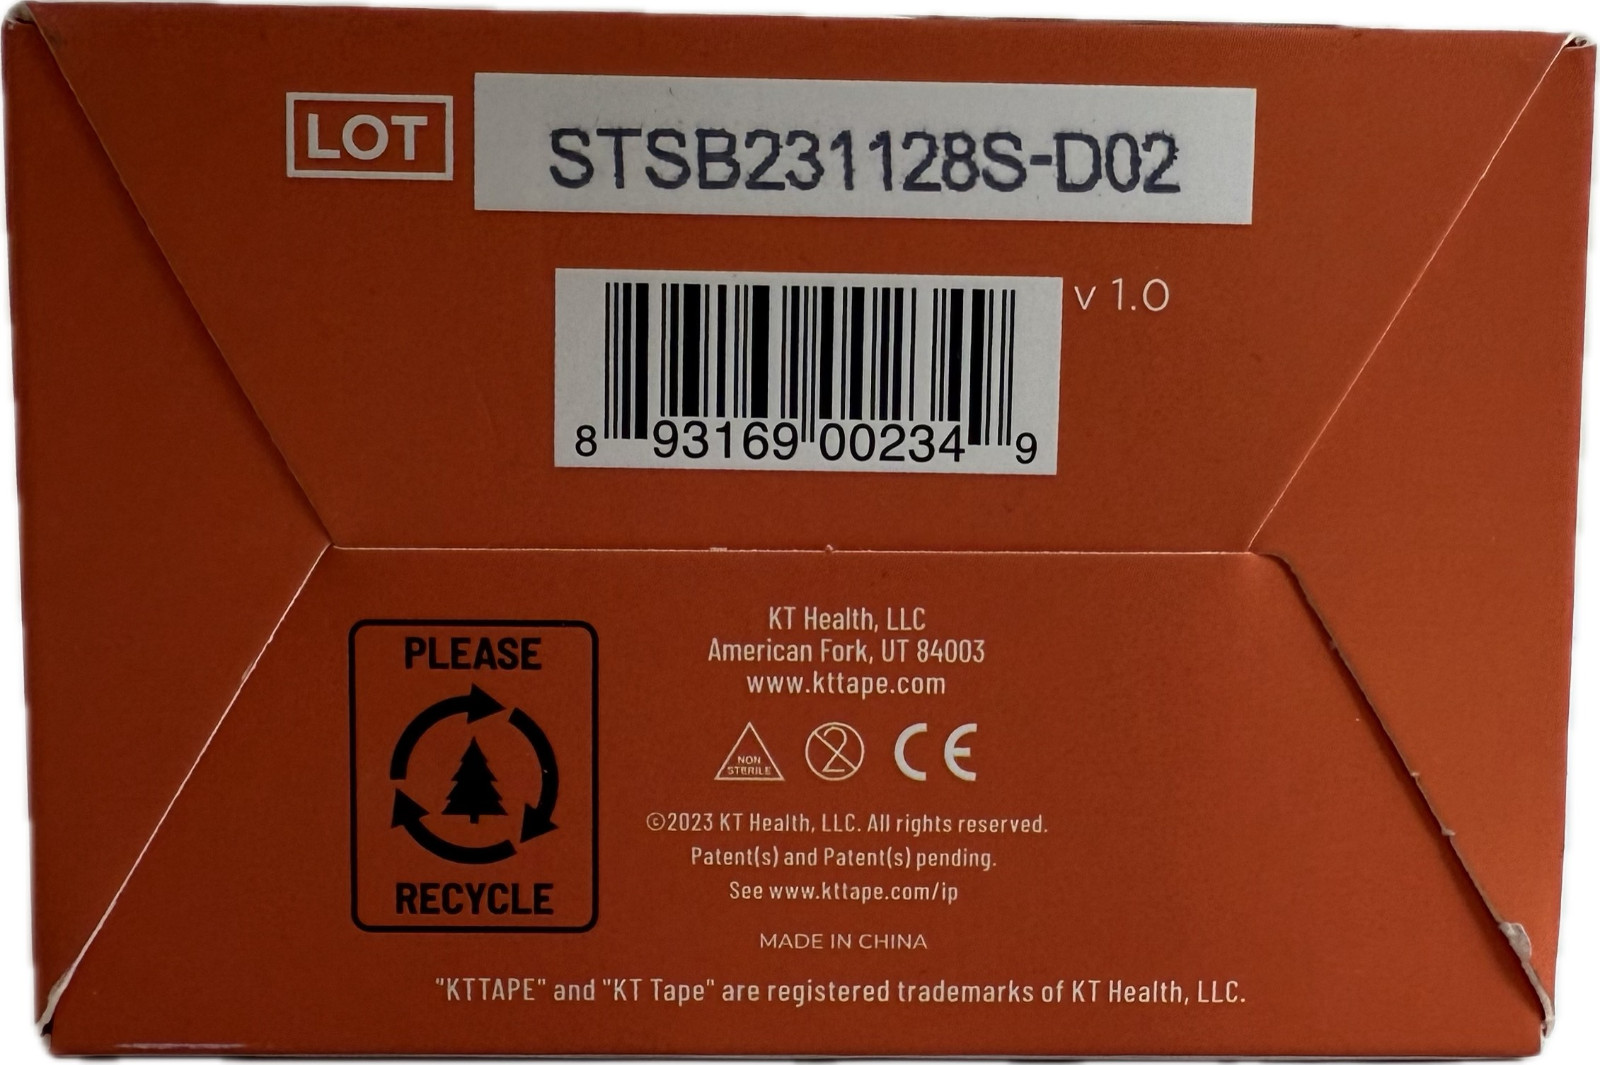 LOT
STSB231128S-D02
v 1.0
8 93169 00234 9
PLEASE
RECYCLE
KT Health, LLC
American Fork, UT 84003
www.kttape.com
NON
STERILE
2
CE
©2023 KT Health, LLC. All rights reserved.
Patent(s) and Patent(s) pending.
See www.kttape.com/ip
MADE IN CHINA
"KTTAPE" and "KT Tape" are registered trademarks of KT Health, LLC.